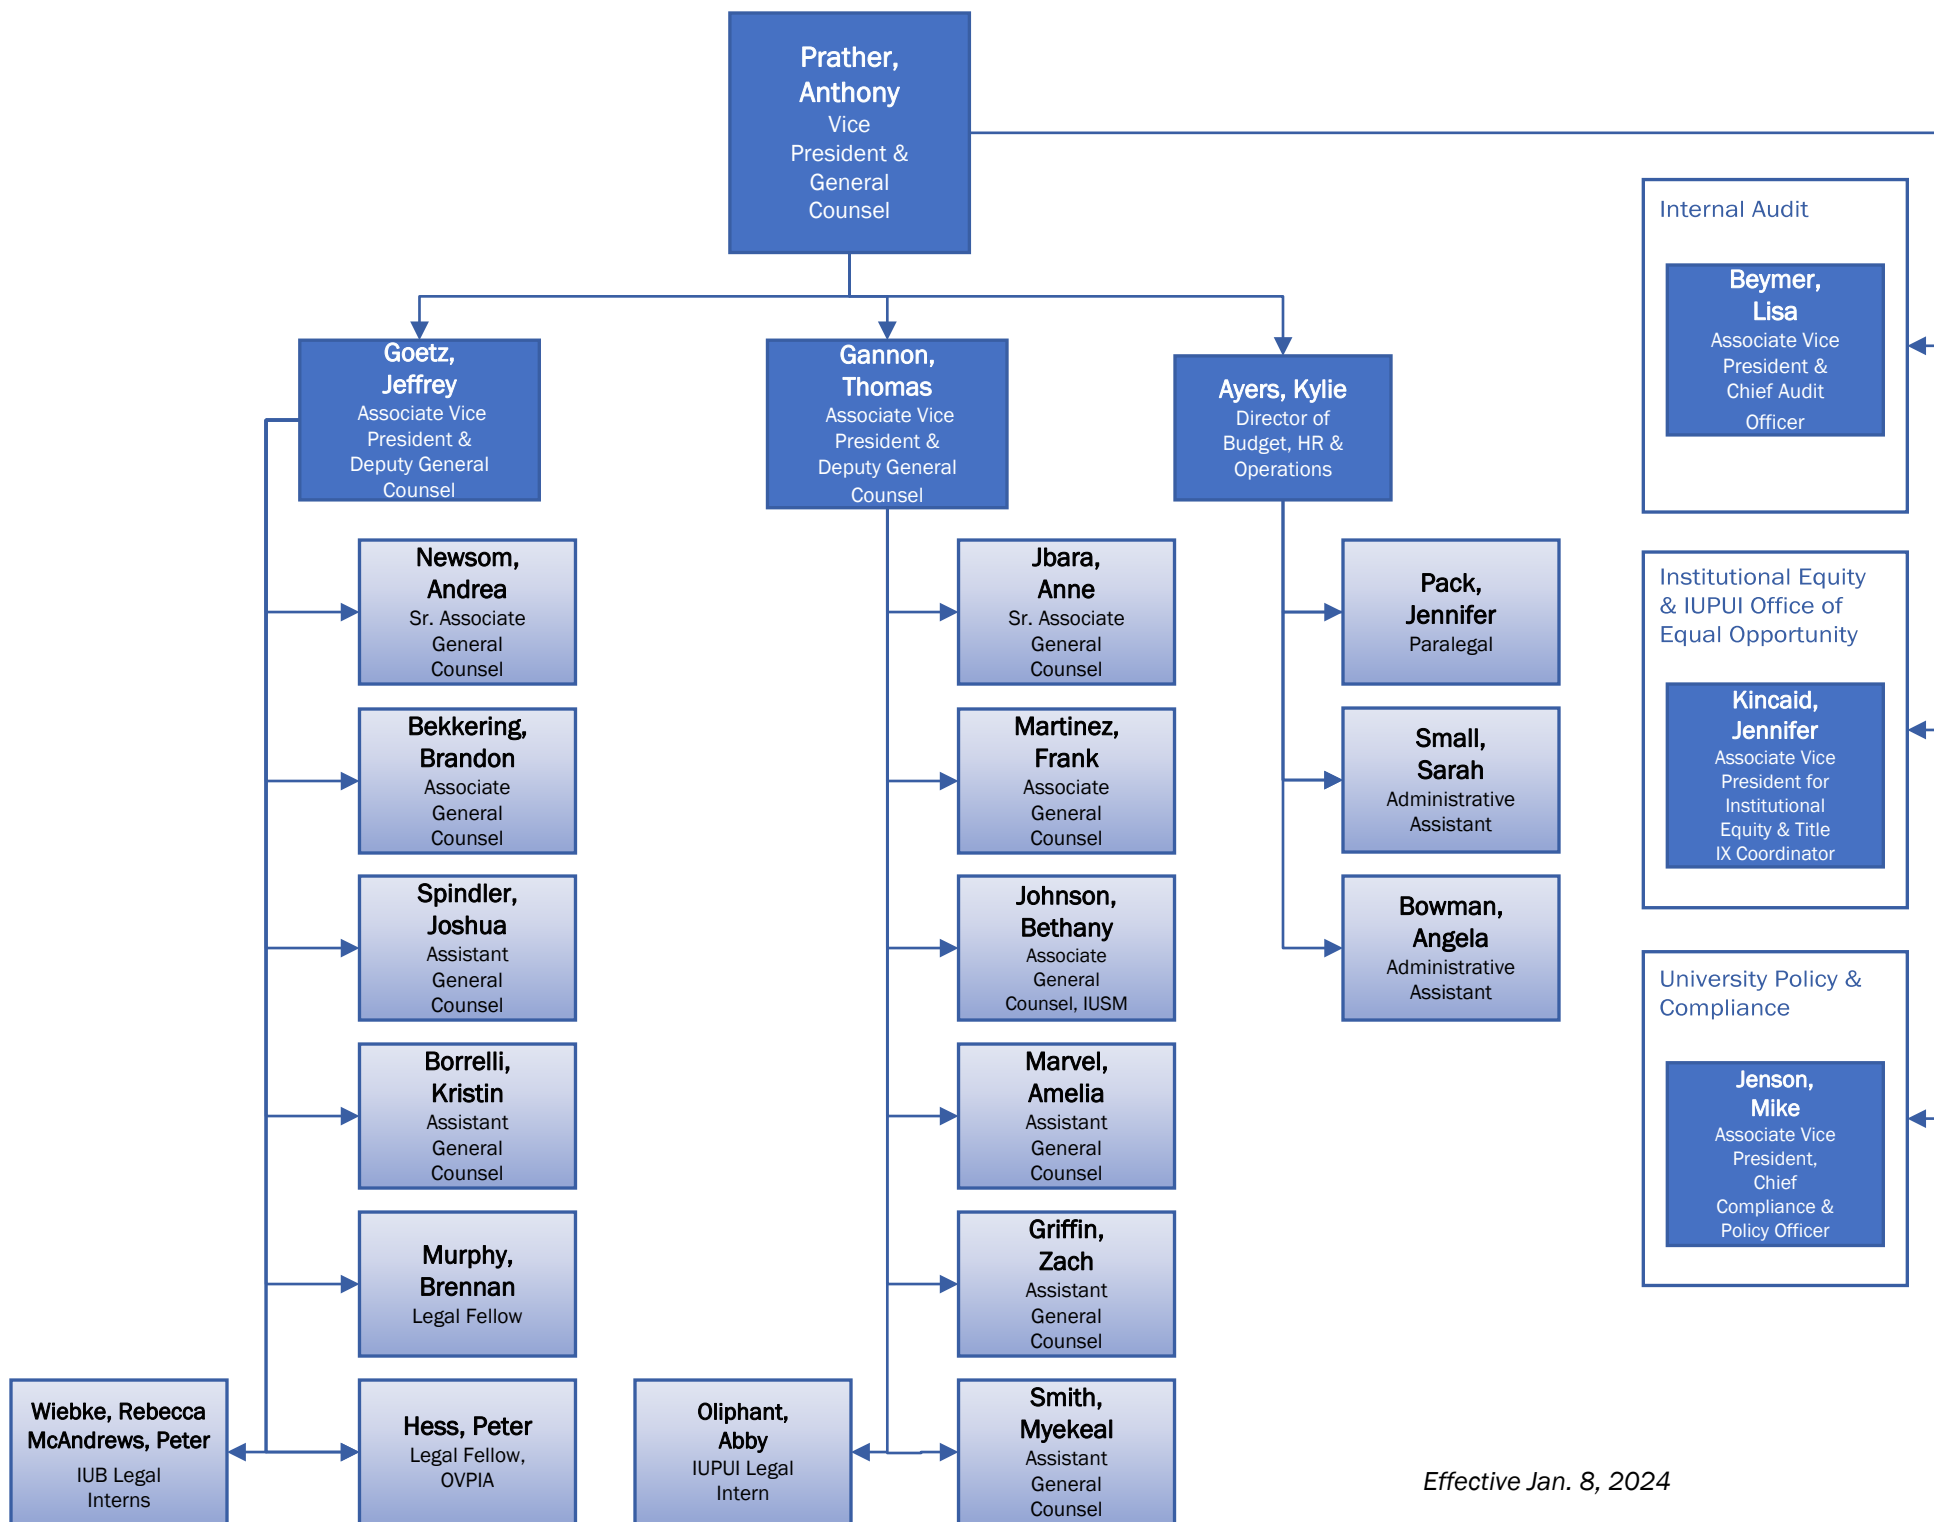 Prather,
Anthony
Vice
President &
General
Counsel
Goetz,
Jeffrey
Associate Vice
President &
Deputy General
Counsel
Gannon,
Thomas
Associate Vice
President &
Deputy General
Counsel
Ayers, Kylie
Director of
Budget, HR &
Operations
Newsom,
Andrea
Sr. Associate
General
Counsel
Bekkering,
Brandon
Associate
General
Counsel
Spindler,
Joshua
Assistant
General
Counsel
Borrelli,
Kristin
Assistant
General
Counsel
Murphy,
Brennan
Legal Fellow
Wiebke, Rebecca
McAndrews, Peter
IUB Legal
Interns
Hess, Peter
Legal Fellow,
OVPIA
Jbara,
Anne
Sr. Associate
General
Counsel
Martinez,
Frank
Associate
General
Counsel
Johnson,
Bethany
Associate
General
Counsel, IUSM
Marvel,
Amelia
Assistant
General
Counsel
Griffin,
Zach
Assistant
General
Counsel
Oliphant,
Abby
IUPUI Legal
Intern
Smith,
Myekeal
Assistant
General
Counsel
Pack,
Jennifer
Paralegal
Small,
Sarah
Administrative
Assistant
Bowman,
Angela
Administrative
Assistant
Internal Audit
Beymer,
Lisa
Associate Vice
President &
Chief Audit
Officer
Institutional Equity
& IUPUI Office of
Equal Opportunity
Kincaid,
Jennifer
Associate Vice
President for
Institutional
Equity & Title
IX Coordinator
University Policy &
Compliance
Jenson,
Mike
Associate Vice
President,
Chief
Compliance &
Policy Officer
Effective Jan. 8, 2024